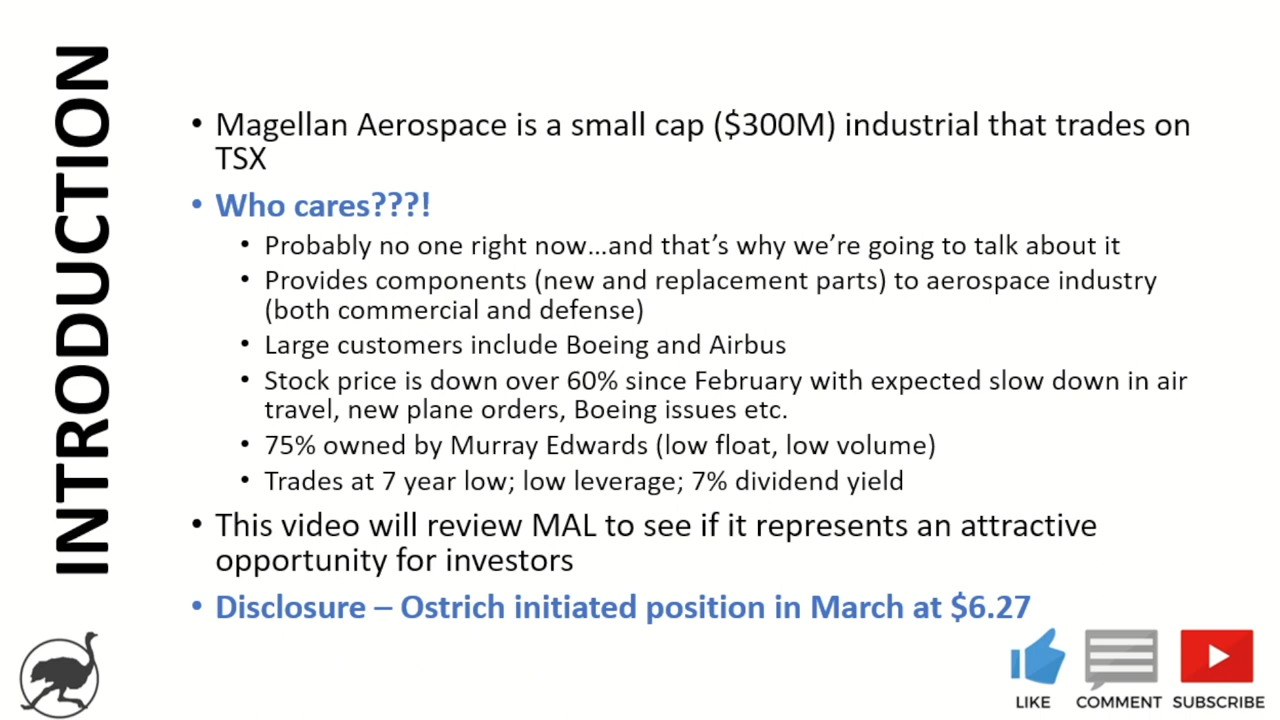 INTRODUCTION
• Magellan Aerospace is a small cap ($300M) industrial that trades on
TSX
• Who cares???!
• Probably no one right now...and that's why we're going to talk about it
• Provides components (new and replacement parts) to aerospace industry
(both commercial and defense)
• Large customers include Boeing and Airbus
• Stock price is down over 60% since February with expected slow down in air
travel, new plane orders, Boeing issues etc.
• 75% owned by Murray Edwards (low float, low volume)
• Trades at 7 year low; low leverage; 7% dividend yield
• This video will review MAL to see if it represents an attractive
opportunity for investors
• Disclosure – Ostrich initiated position in March at $6.27
LIKE COMMENT SUBSCRIBE